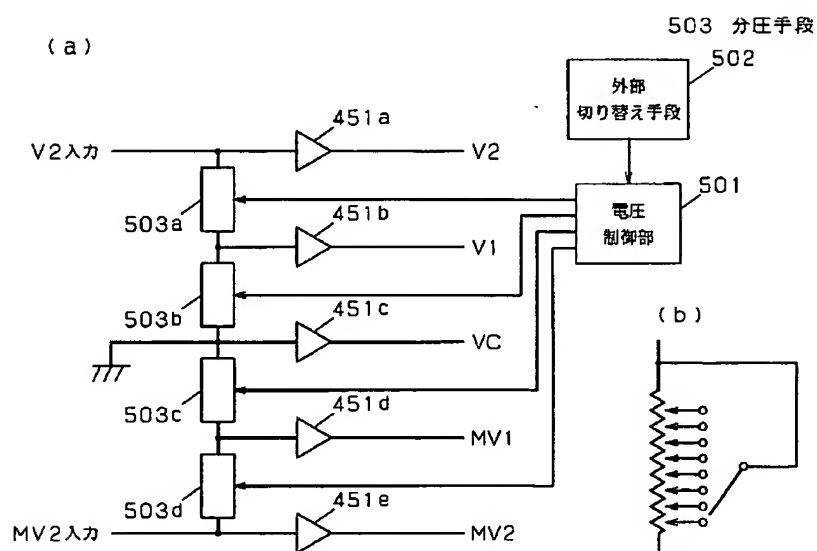 503 分圧手段
(a)
502
外部
切り替え手段
451a
V2入力
V2
503a
501
電圧
制御部
451b
V1
503b
451c
VC
(b)
503c
451d
MV1
503d
451e
MV2入力
MV2